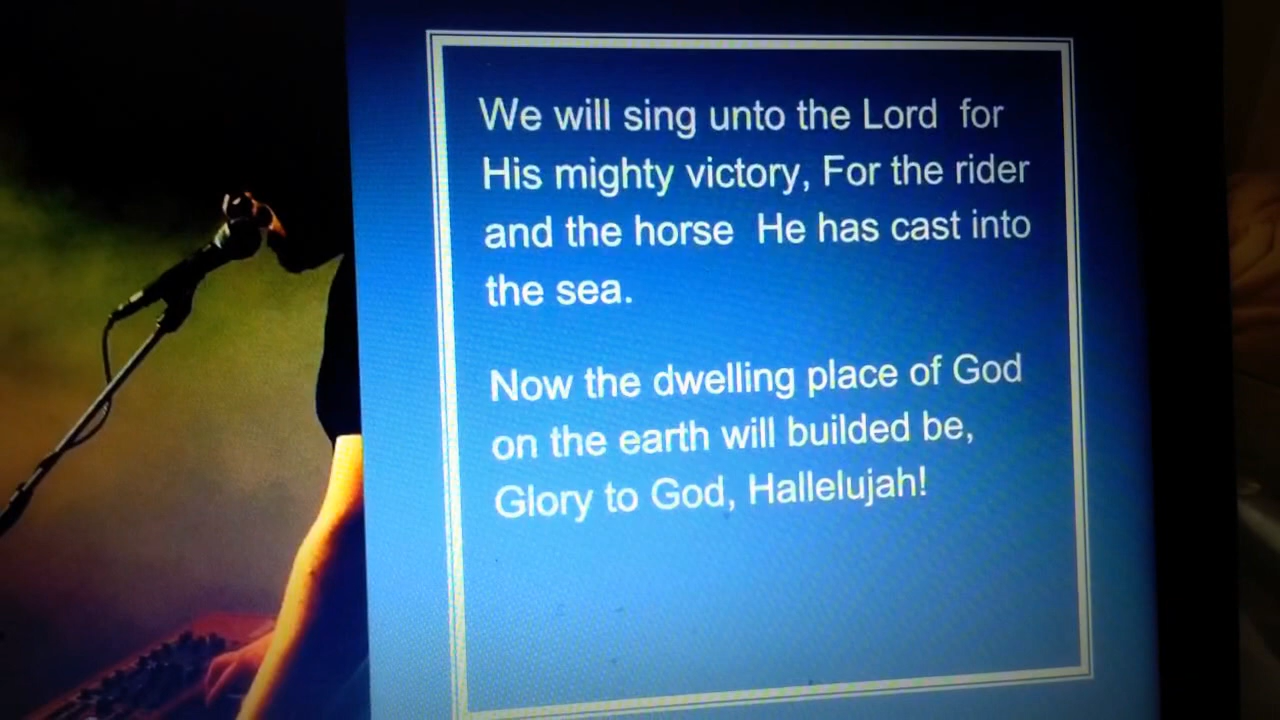 We will sing unto the Lord  for
His mighty victory, For the rider
and the horse  He has cast into
the sea.
Now the dwelling place of God
on the earth will builded be,
Glory to God, Hallelujah!